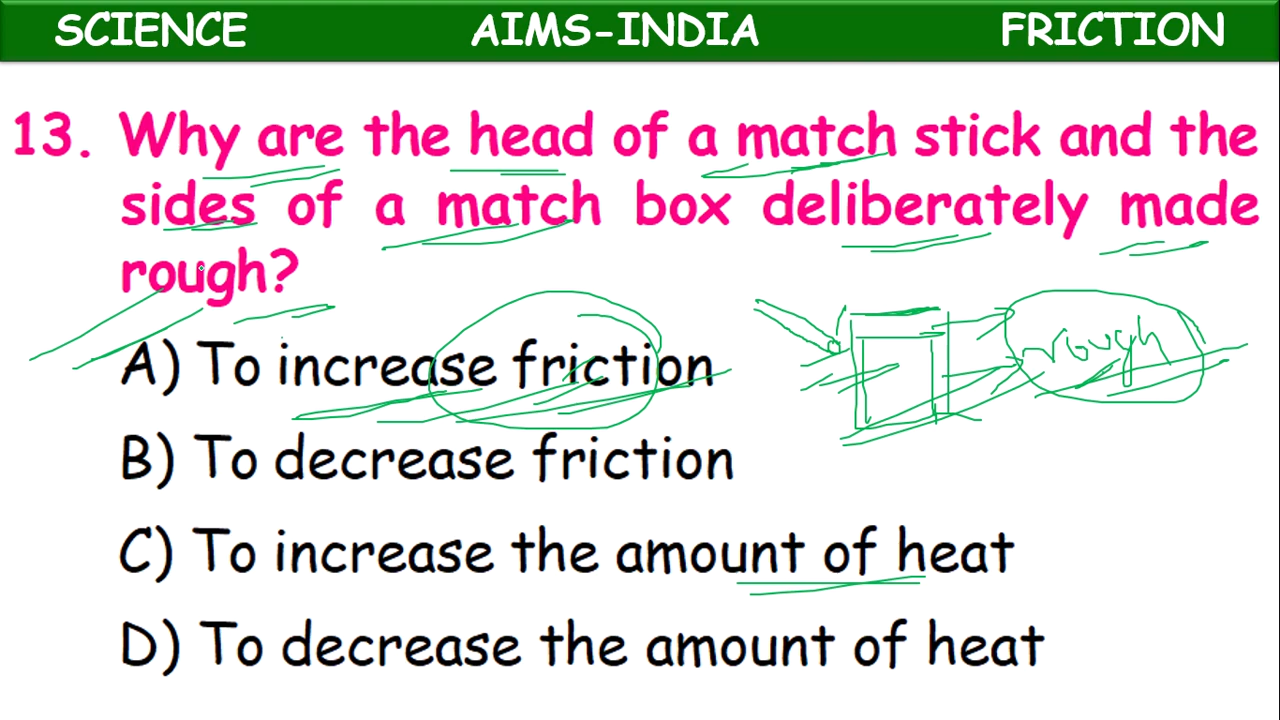 SCIENCE AIMS-INDIA FRICTION
13. Why are the head of a match stick and the
sides of a match box deliberately made
rough?
A) To increase friction
rough
B) To decrease friction
C) To increase the amount of heat
D) To decrease the amount of heat